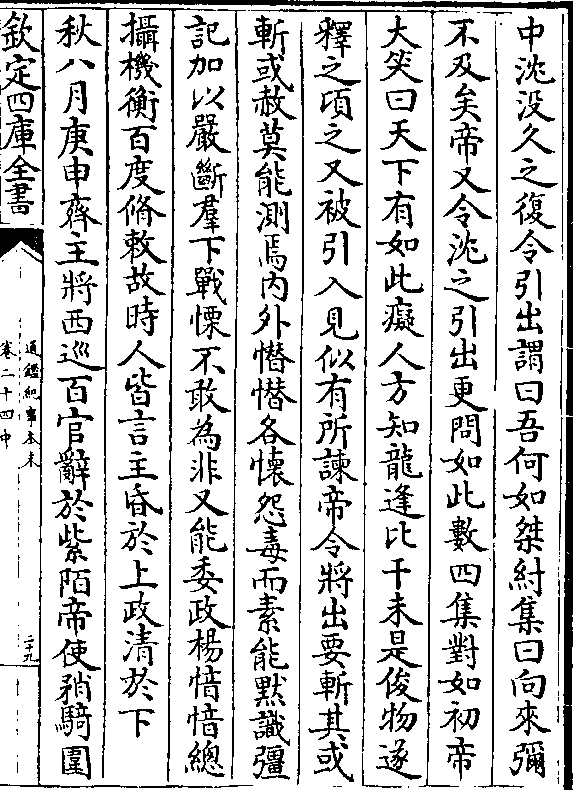 中沈没久之復令引出謂曰吾何如桀紂集曰向來彌
不及矣帝又令沈之引出更問如此數四集對如初帝
大笑曰天下有如此癡人方知龍逢比干未是俊物遂
釋之頃之又被引入見似有所諫帝令將出要斬其或
斬或赦莫能測焉内外憯憯各懷怨毒而素能黙識彊
記加以嚴斷羣下戰慄不敢為非又能委政楊愔愔總
攝機衡百度脩敕故時人皆言主昏於上政清於下
秋八月庚申齊主將西巡百官辭於紫陌帝使矟騎圍
欽定四庫全書
通鑑紀事本末
卷二十四中
二十九